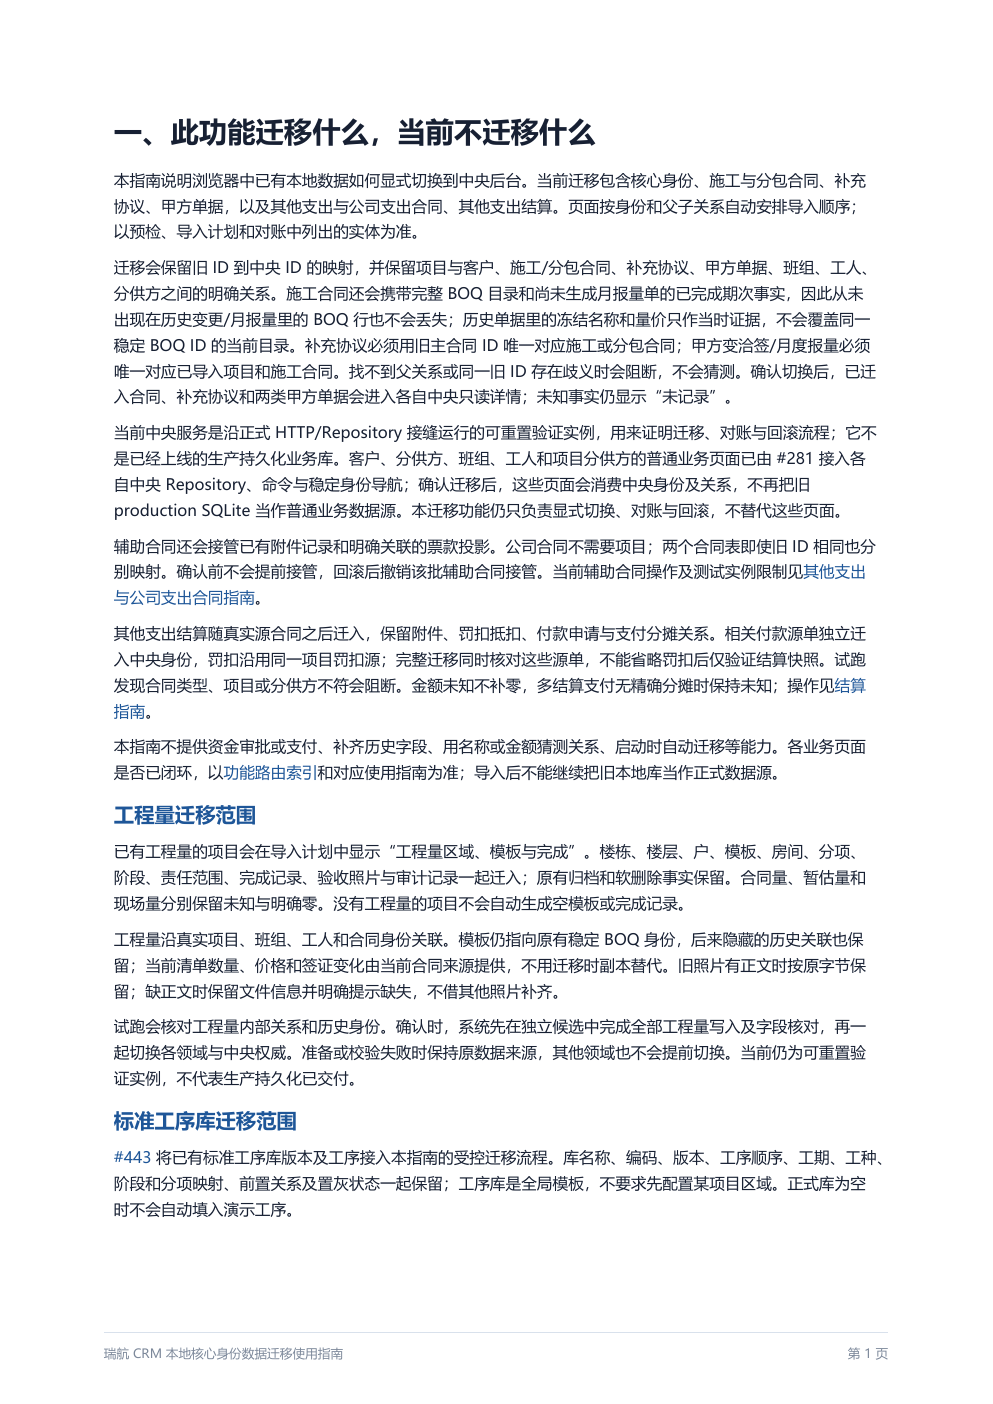 一、此功能迁移什么，当前不迁移什么
本指南说明浏览器中已有本地数据如何显式切换到中央后台。当前迁移包含核心身份、施工与分包合同、补充
协议、甲方单据，以及其他支出与公司支出合同、其他支出结算。页面按身份和父子关系自动安排导入顺序；
以预检、导入计划和对账中列出的实体为准。
迁移会保留旧 ID 到中央 ID 的映射，并保留项目与客户、施工/分包合同、补充协议、甲方单据、班组、工人、
分供方之间的明确关系。施工合同还会携带完整 BOQ 目录和尚未生成月报量单的已完成期次事实，因此从未
出现在历史变更/月报量里的 BOQ 行也不会丢失；历史单据里的冻结名称和量价只作当时证据，不会覆盖同一
稳定 BOQ ID 的当前目录。补充协议必须用旧主合同 ID 唯一对应施工或分包合同；甲方变洽签/月度报量必须
唯一对应已导入项目和施工合同。找不到父关系或同一旧 ID 存在歧义时会阻断，不会猜测。确认切换后，已迁
入合同、补充协议和两类甲方单据会进入各自中央只读详情；未知事实仍显示“未记录”。
当前中央服务是沿正式 HTTP/Repository 接缝运行的可重置验证实例，用来证明迁移、对账与回滚流程；它不
是已经上线的生产持久化业务库。客户、分供方、班组、工人和项目分供方的普通业务页面已由 #281 接入各
自中央 Repository、命令与稳定身份导航；确认迁移后，这些页面会消费中央身份及关系，不再把旧
production SQLite 当作普通业务数据源。本迁移功能仍只负责显式切换、对账与回滚，不替代这些页面。
辅助合同还会接管已有附件记录和明确关联的票款投影。公司合同不需要项目；两个合同表即使旧 ID 相同也分
别映射。确认前不会提前接管，回滚后撤销该批辅助合同接管。当前辅助合同操作及测试实例限制见其他支出
与公司支出合同指南。
其他支出结算随真实源合同之后迁入，保留附件、罚扣抵扣、付款申请与支付分摊关系。相关付款源单独立迁
入中央身份，罚扣沿用同一项目罚扣源；完整迁移同时核对这些源单，不能省略罚扣后仅验证结算快照。试跑
发现合同类型、项目或分供方不符会阻断。金额未知不补零，多结算支付无精确分摊时保持未知；操作见结算
指南。
本指南不提供资金审批或支付、补齐历史字段、用名称或金额猜测关系、启动时自动迁移等能力。各业务页面
是否已闭环，以功能路由索引和对应使用指南为准；导入后不能继续把旧本地库当作正式数据源。
工程量迁移范围
已有工程量的项目会在导入计划中显示“工程量区域、模板与完成”。楼栋、楼层、户、模板、房间、分项、
阶段、责任范围、完成记录、验收照片与审计记录一起迁入；原有归档和软删除事实保留。合同量、暂估量和
现场量分别保留未知与明确零。没有工程量的项目不会自动生成空模板或完成记录。
工程量沿真实项目、班组、工人和合同身份关联。模板仍指向原有稳定 BOQ 身份，后来隐藏的历史关联也保
留；当前清单数量、价格和签证变化由当前合同来源提供，不用迁移时副本替代。旧照片有正文时按原字节保
留；缺正文时保留文件信息并明确提示缺失，不借其他照片补齐。
试跑会核对工程量内部关系和历史身份。确认时，系统先在独立候选中完成全部工程量写入及字段核对，再一
起切换各领域与中央权威。准备或校验失败时保持原数据来源，其他领域也不会提前切换。当前仍为可重置验
证实例，不代表生产持久化已交付。
标准工序库迁移范围
#443 将已有标准工序库版本及工序接入本指南的受控迁移流程。库名称、编码、版本、工序顺序、工期、工种、
阶段和分项映射、前置关系及置灰状态一起保留；工序库是全局模板，不要求先配置某项目区域。正式库为空
时不会自动填入演示工序。
瑞航 CRM 本地核心身份数据迁移使用指南
第 1 页